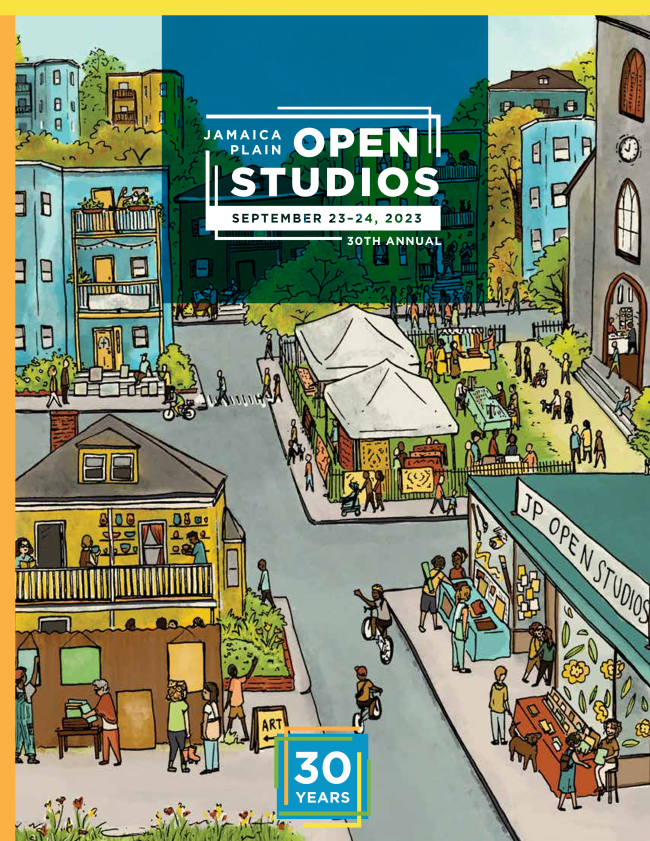 JAMAICA
PLAIN
OPEN
STUDIOS
SEPTEMBER 23–24, 2023
30TH ANNUAL
JP OPEN STUDIOS
ART
30
YEARS